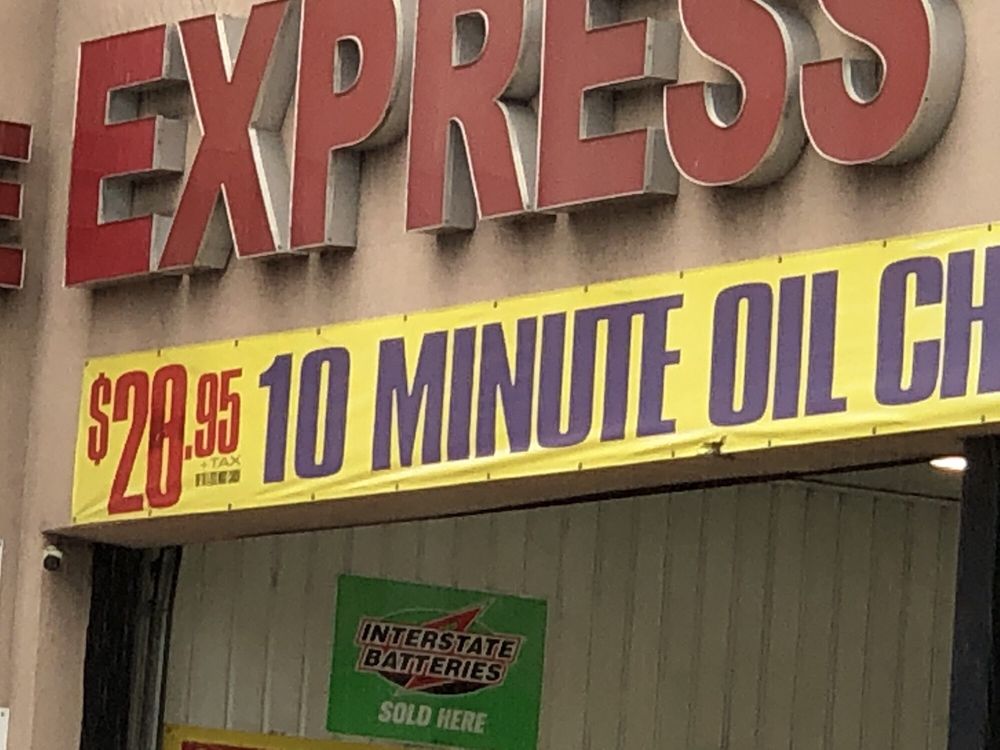 EXPRESS
$28.95
+ TAX
10 MINUTE OIL CH
INTERSTATE
BATTERIES
SOLD HERE